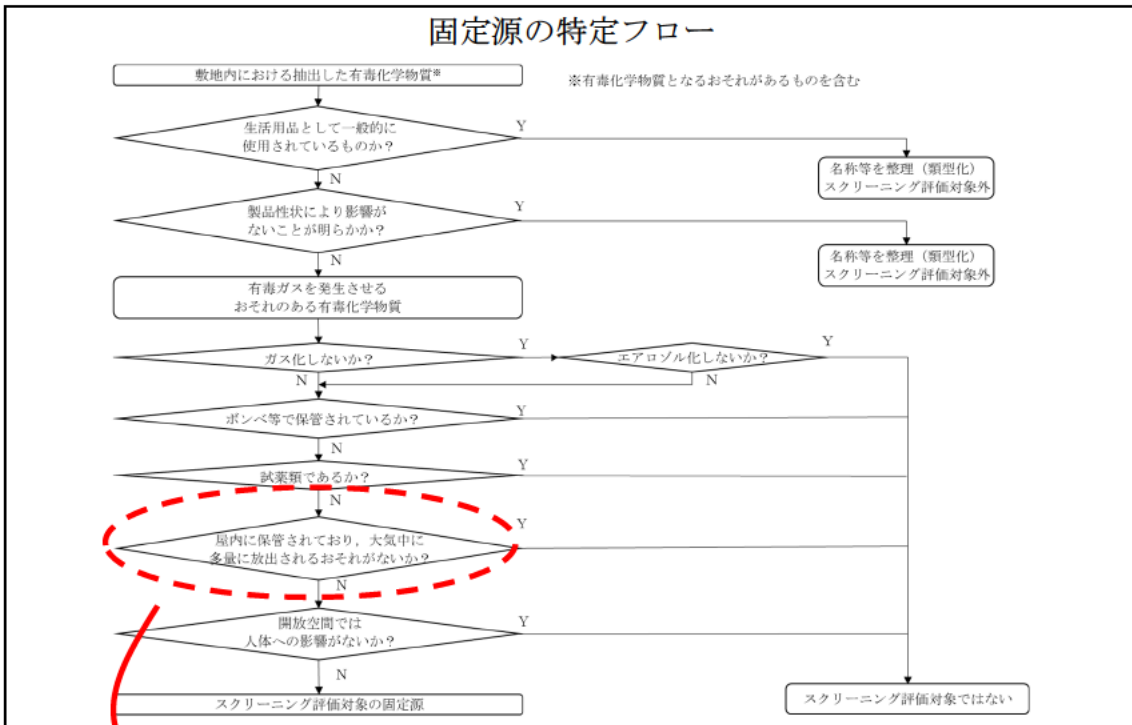 固定源の特定フロー
敷地内における抽出した有毒化学物質※
※有毒化学物質となるおそれがあるものを含む
生活用品として一般的に
使用されているものか？
Y
N
名称等を整理（類型化）
スクリーニング評価対象外
製品性状により影響が
ないことが明らかか？
Y
N
名称等を整理（類型化）
スクリーニング評価対象外
有毒ガスを発生させる
おそれのある有毒化学物質
ガス化しないか？
Y
N
エアロゾル化しないか？
Y
N
ボンベ等で保管されているか？
Y
N
試薬類であるか？
Y
N
屋内に保管されており，大気中に
多量に放出されるおそれがないか？
Y
N
開放空間では
人体への影響がないか？
Y
N
スクリーニング評価対象の固定源
スクリーニング評価対象ではない